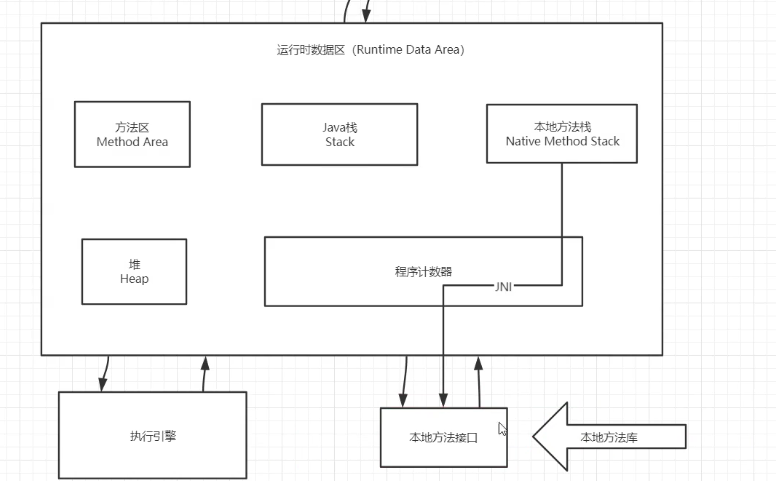 运行时数据区（Runtime Data Area）
方法区
Method Area
Java栈
Stack
本地方法栈
Native Method Stack
堆
Heap
程序计数器
JNI
执行引擎
本地方法接口
本地方法库